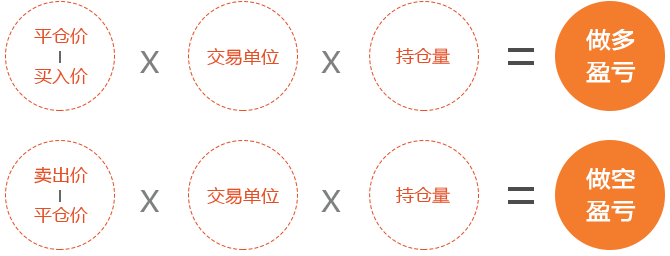 平仓价
-
买入价
X
交易单位
X
持仓量
=
做多
盈亏
卖出价
-
平仓价
X
交易单位
X
持仓量
=
做空
盈亏